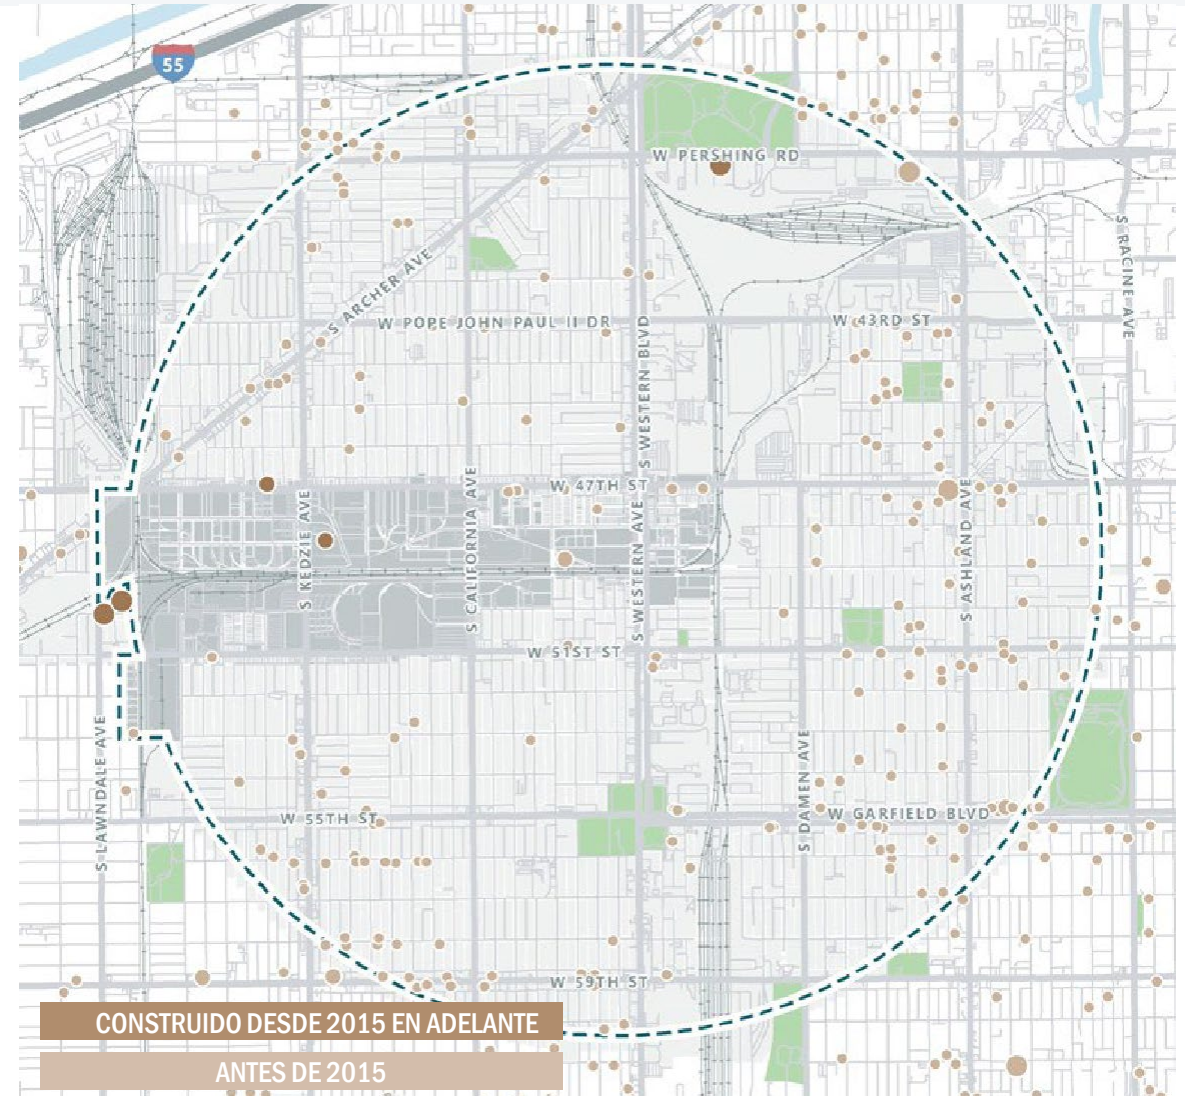 55
W PERSHING RD
S RACINE AVE
S ARCHER AVE
W POPE JOHN PAUL II DR
W 43RD ST
S WESTERN BLVD
W 47TH ST
S KEDZIE AVE
S CALIFORNIA AVE
S WESTERN AVE
S ASHLAND AVE
W 51ST ST
S LAWNDALE AVE
S DAMEN AVE
W 55TH ST
W GARFIELD BLVD
W 59TH ST
CONSTRUIDO DESDE 2015 EN ADELANTE
ANTES DE 2015